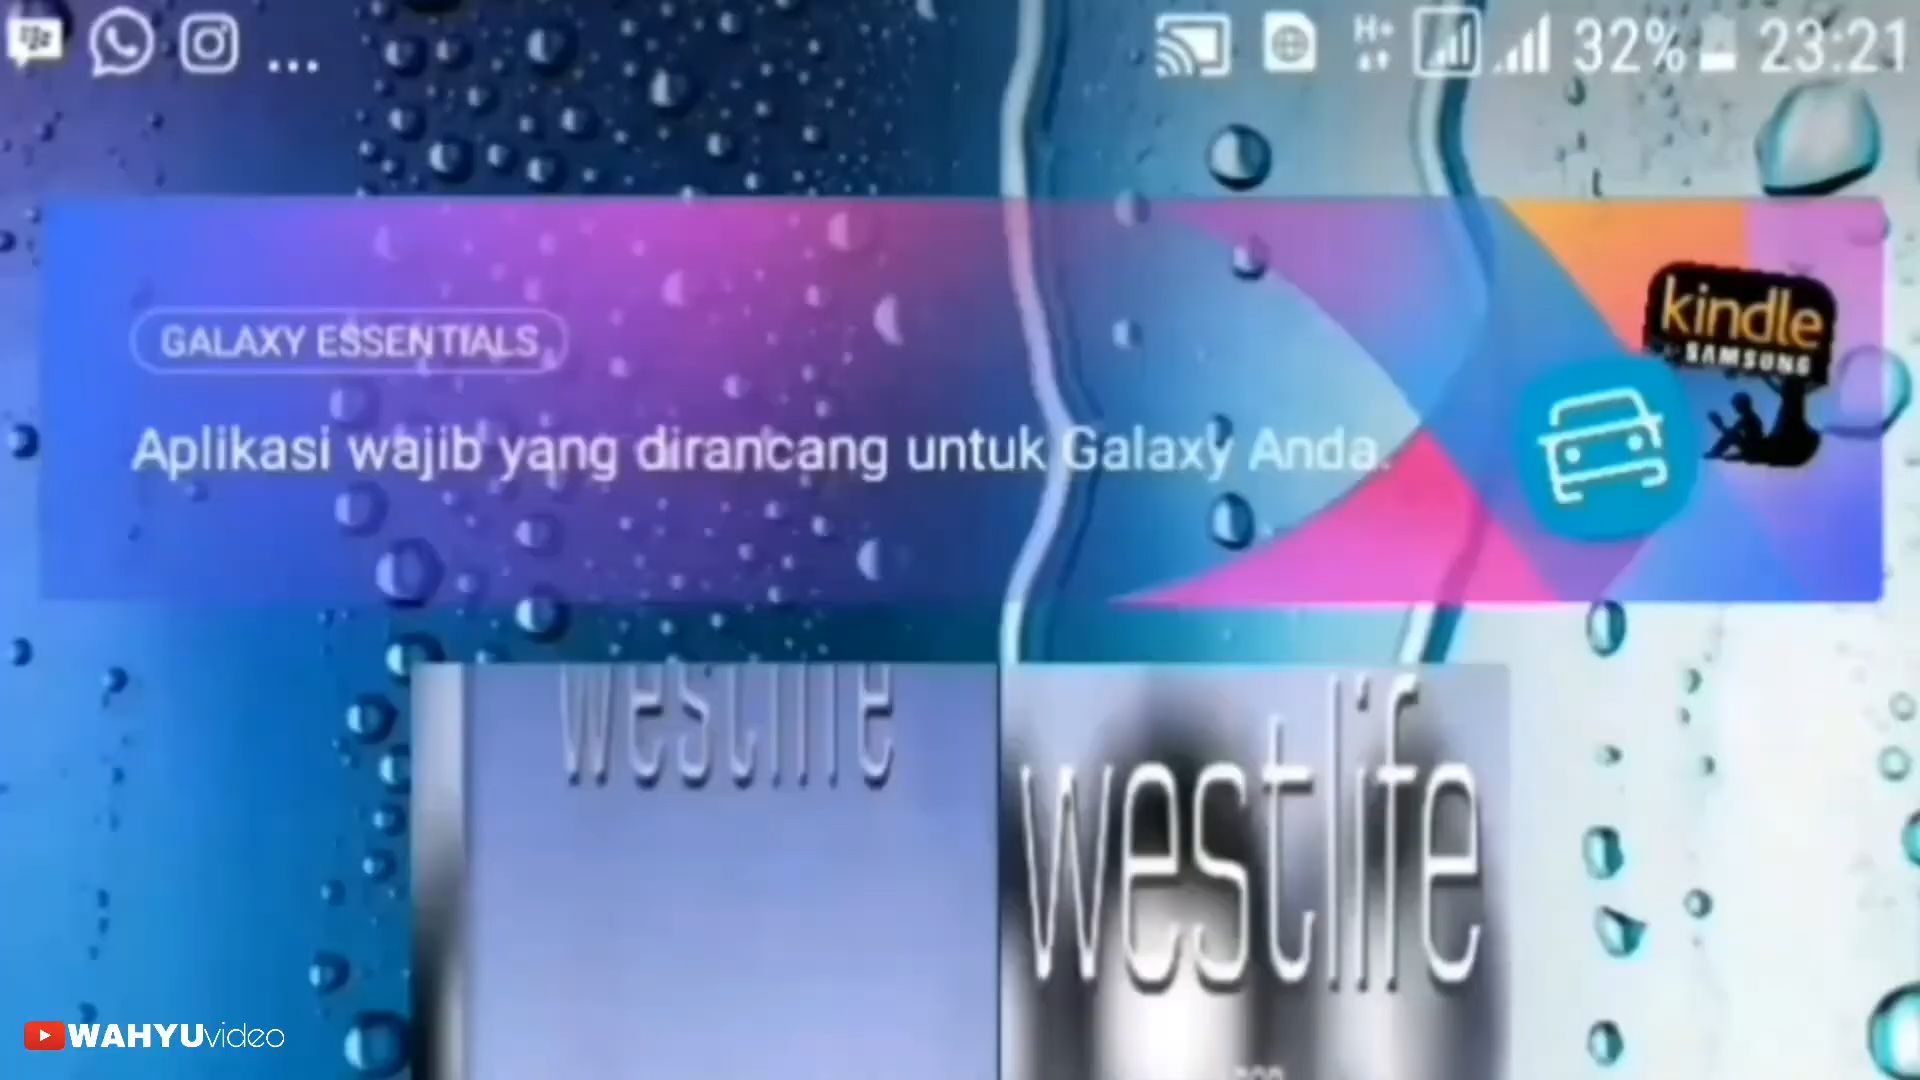 H+ 32% 23:21
GALAXY ESSENTIALS
Aplikasi wajib yang dirancang untuk Galaxy Anda.
kindle
SAMSUNG
westlife
westlife
WAHYUvideo